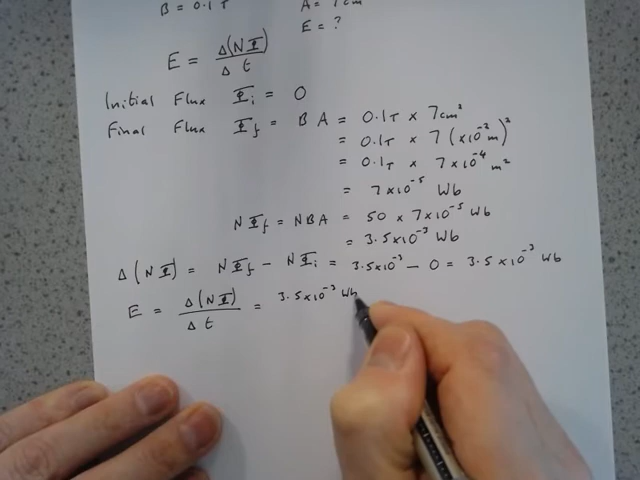 B = 0.1 T A = 7 cm
E = ?
E = Δ(NΦ) / Δt
Initial Flux Φi = 0
Final Flux Φf = BA = 0.1T × 7cm²
= 0.1T × 7(×10⁻²m)²
= 0.1T × 7×10⁻⁴ m²
= 7×10⁻⁵ Wb
NΦf = NBA = 50 × 7×10⁻⁵ Wb
= 3.5×10⁻³ Wb
Δ(NΦ) = NΦf − NΦi = 3.5×10⁻³ − 0 = 3.5×10⁻³ Wb
E = Δ(NΦ) / Δt = 3.5×10⁻³ Wb